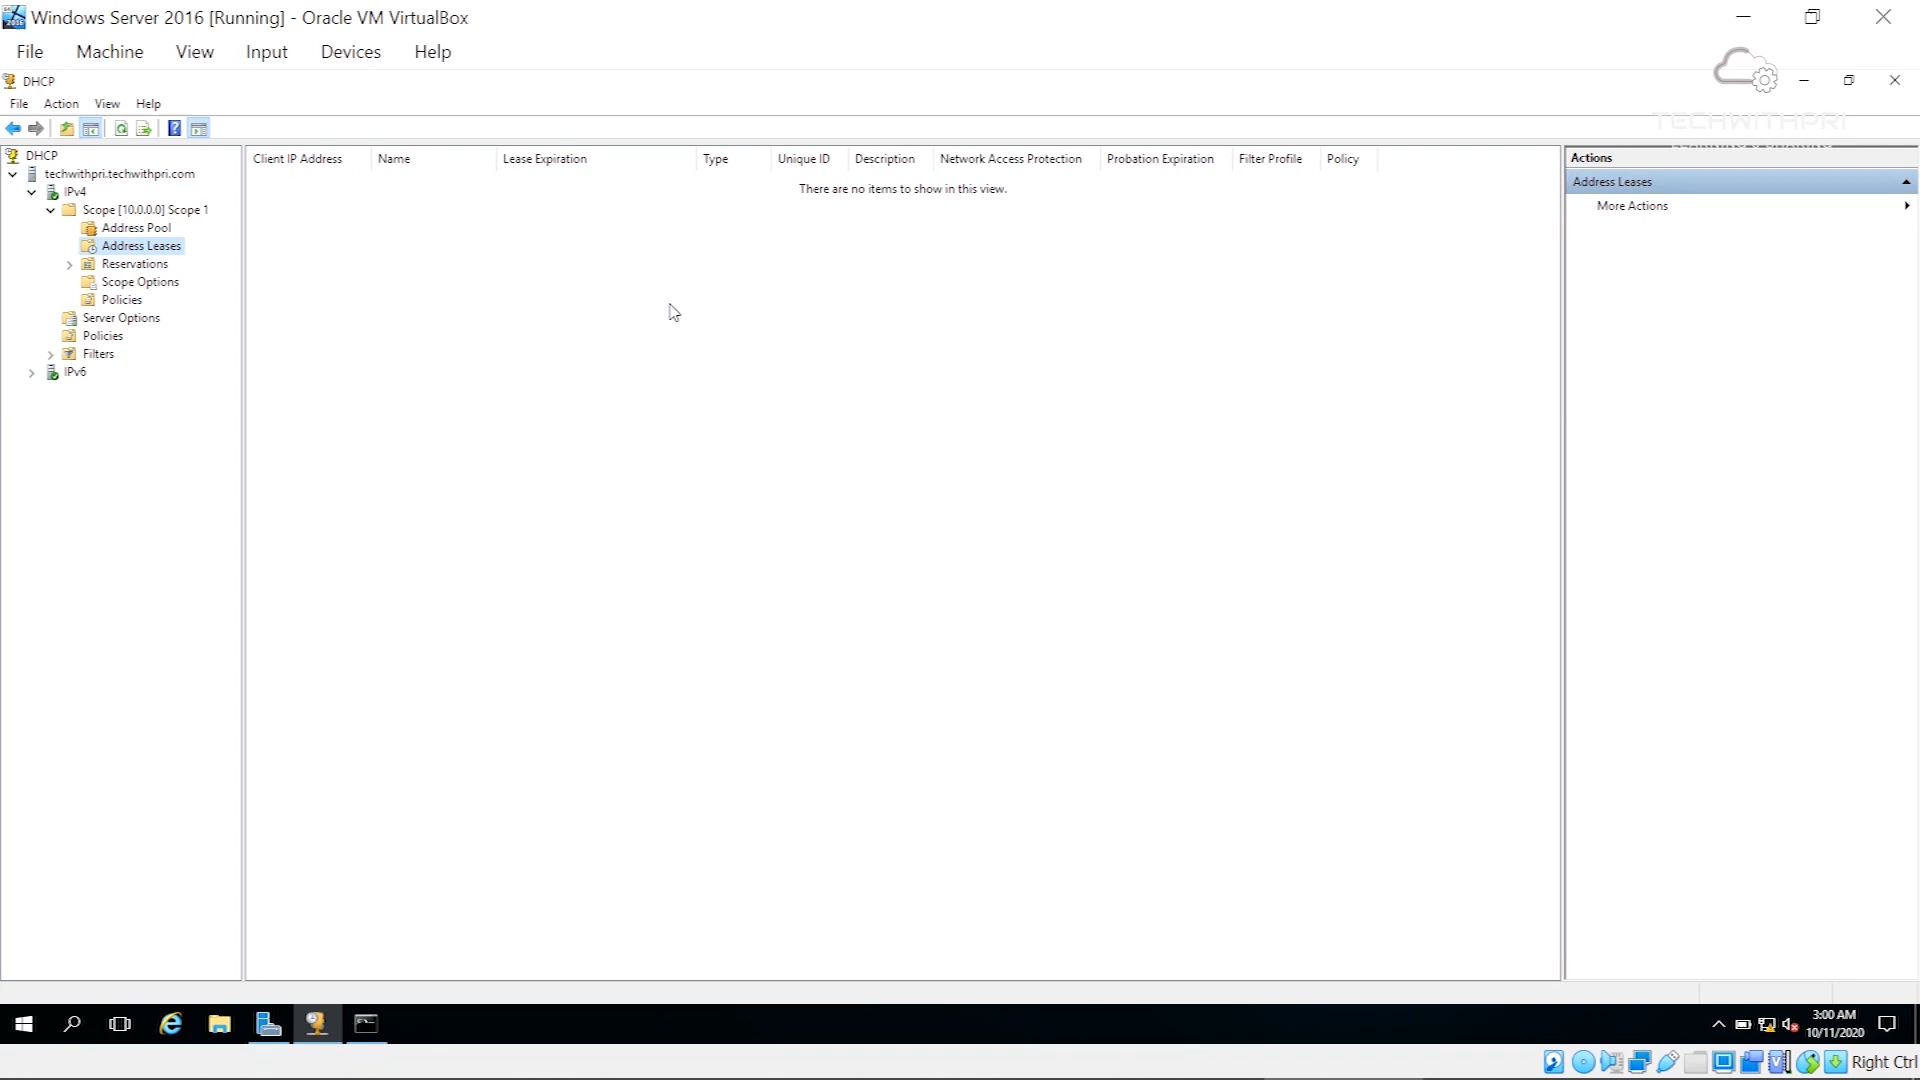 Windows Server 2016 [Running] - Oracle VM VirtualBox
File Machine View Input Devices Help
DHCP
File Action View Help
TECHWITHPRI
DHCP
techwithpri.techwithpri.com
IPv4
Scope [10.0.0.0] Scope 1
Address Pool
Address Leases
Reservations
Scope Options
Policies
Server Options
Policies
Filters
IPv6
Client IP Address Name Lease Expiration Type Unique ID Description Network Access Protection Probation Expiration Filter Profile Policy
There are no items to show in this view.
Actions
Address Leases
More Actions
3:00 AM
10/11/2020
Right Ctrl